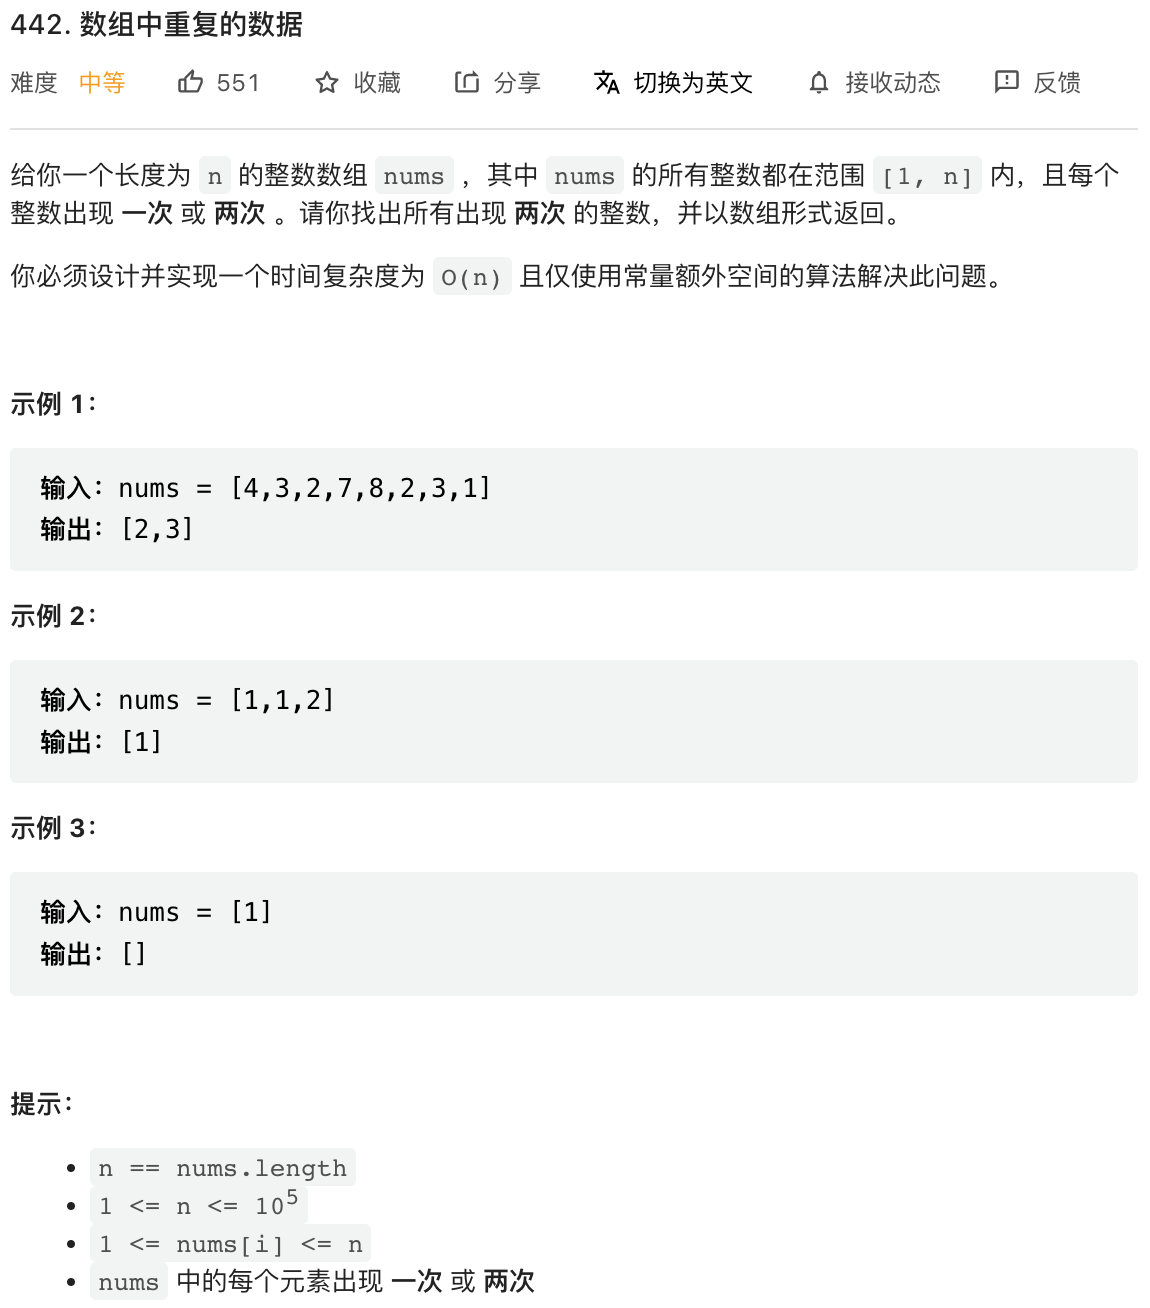 442. 数组中重复的数据
难度 中等 551 收藏 分享 切换为英文 接收动态 反馈
给你一个长度为 n 的整数数组 nums ，其中 nums 的所有整数都在范围 [1, n] 内，且每个
整数出现 一次 或 两次 。请你找出所有出现 两次 的整数，并以数组形式返回。
你必须设计并实现一个时间复杂度为 O(n) 且仅使用常量额外空间的算法解决此问题。
示例 1：
输入：nums = [4,3,2,7,8,2,3,1]
输出：[2,3]
示例 2：
输入：nums = [1,1,2]
输出：[1]
示例 3：
输入：nums = [1]
输出：[]
提示：
• n == nums.length
• 1 <= n <= 10⁵
• 1 <= nums[i] <= n
• nums 中的每个元素出现 一次 或 两次